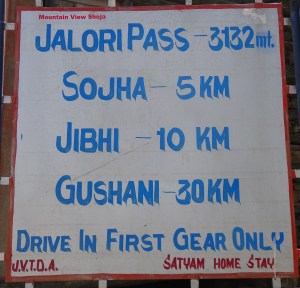 Mountain View Shoja
JALORI PASS - 3132 mt.
SOJHA - 5 KM
JIBHI - 10 KM
GUSHANI - 30 KM
DRIVE IN FIRST GEAR ONLY
J.V.T.D.A. SATYAM HOME STAY